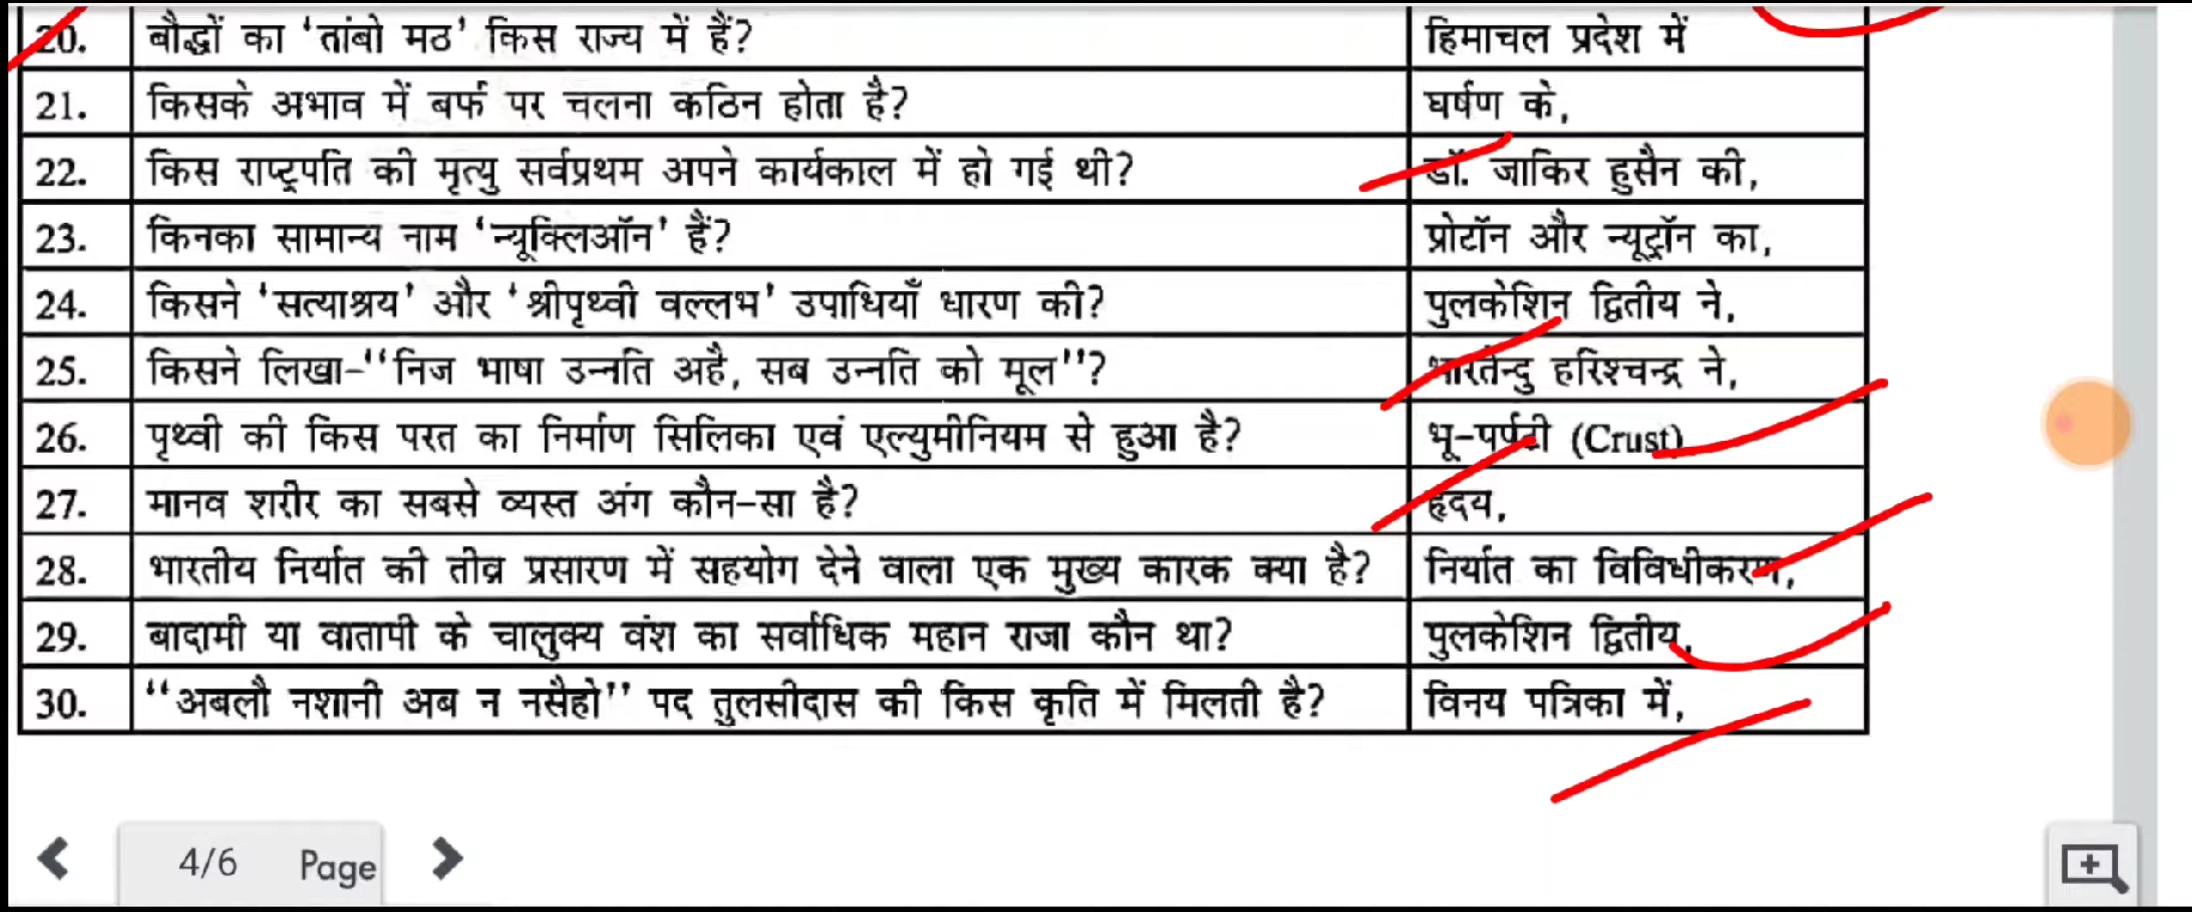 20. बौद्धों का ‘तांबो मठ’ किस राज्य में हैं? हिमाचल प्रदेश में
21. किसके अभाव में बर्फ पर चलना कठिन होता है? घर्षण के,
22. किस राष्ट्रपति की मृत्यु सर्वप्रथम अपने कार्यकाल में हो गई थी? डॉ. जाकिर हुसैन की,
23. किनका सामान्य नाम ‘न्यूक्लिऑन’ हैं? प्रोटॉन और न्यूट्रॉन का,
24. किसने ‘सत्याश्रय’ और ‘श्रीपृथ्वी वल्लभ’ उपाधियाँ धारण की? पुलकेशिन द्वितीय ने,
25. किसने लिखा-‘‘निज भाषा उन्नति अहै, सब उन्नति को मूल’’? भारतेन्दु हरिश्चन्द्र ने,
26. पृथ्वी की किस परत का निर्माण सिलिका एवं एल्युमीनियम से हुआ है? भू-पर्पटी (Crust)
27. मानव शरीर का सबसे व्यस्त अंग कौन-सा है? हृदय,
28. भारतीय निर्यात की तीव्र प्रसारण में सहयोग देने वाला एक मुख्य कारक क्या है? निर्यात का विविधीकरण,
29. बादामी या वातापी के चालुक्य वंश का सर्वाधिक महान राजा कौन था? पुलकेशिन द्वितीय,
30. ‘‘अबलौ नशानी अब न नसैहो’’ पद तुलसीदास की किस कृति में मिलती है? विनय पत्रिका में,
4/6 Page